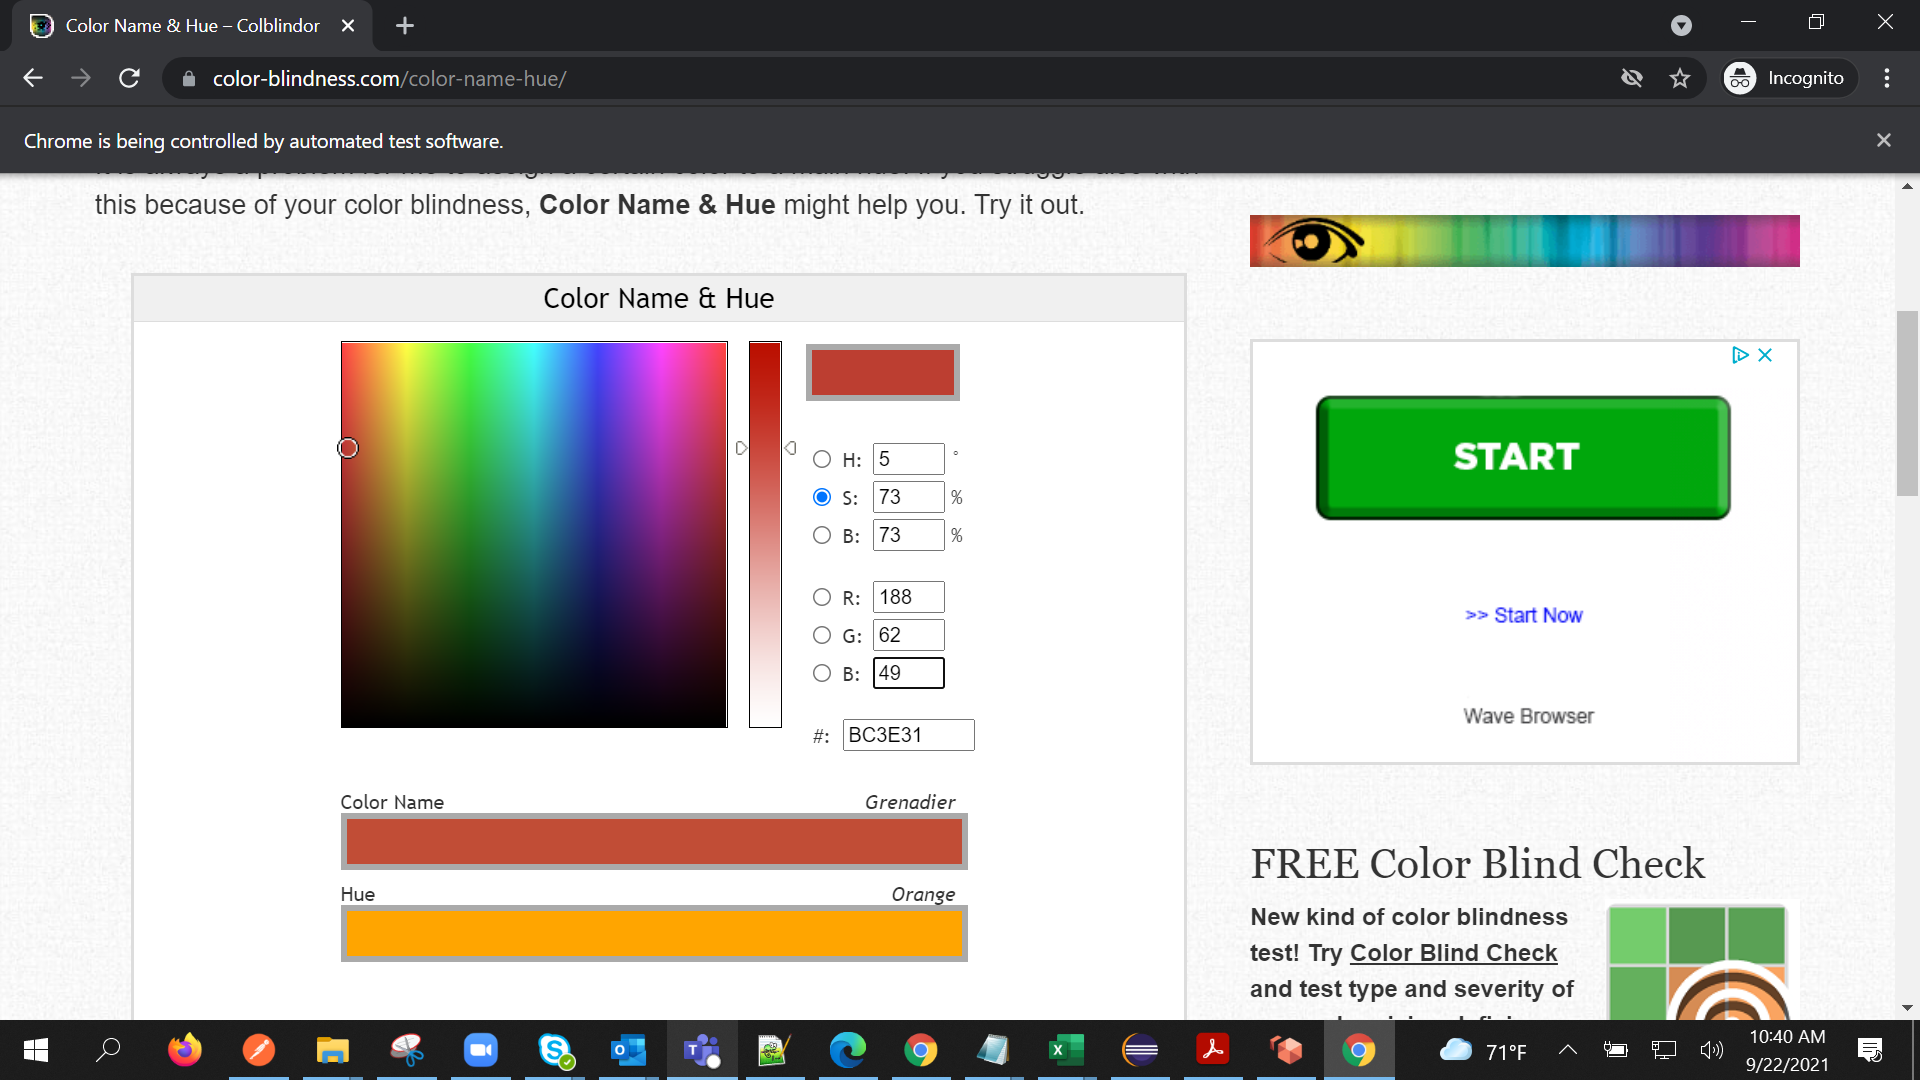 Color Name & Hue – Colblindor
color-blindness.com/color-name-hue/
Incognito
Chrome is being controlled by automated test software.
this because of your color blindness, Color Name & Hue might help you. Try it out.
Color Name & Hue
H: 5 °
S: 73 %
B: 73 %
R: 188
G: 62
B: 49
#: BC3E31
Color Name Grenadier
Hue Orange
START
>> Start Now
Wave Browser
FREE Color Blind Check
New kind of color blindness
test! Try Color Blind Check
and test type and severity of
71°F
10:40 AM
9/22/2021